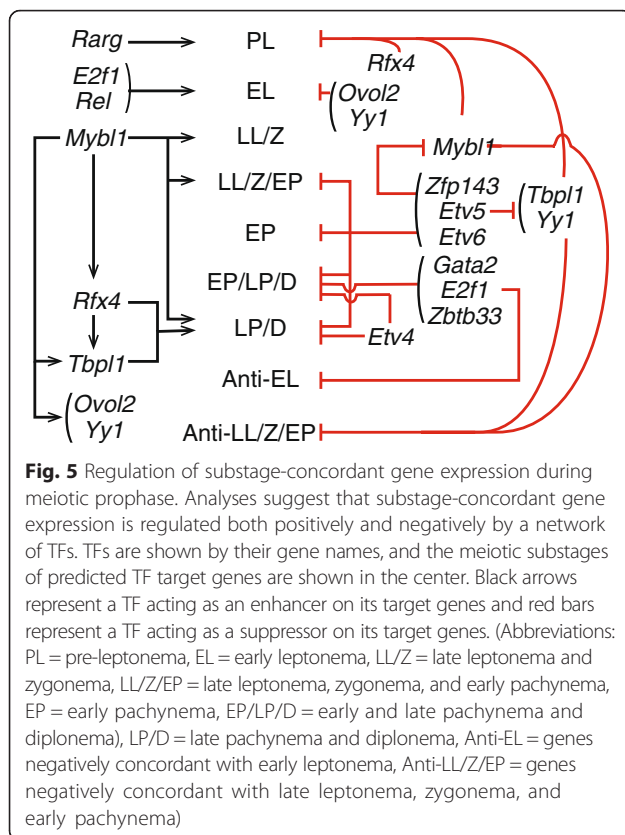 Rarg
PL
Rfx4
E2f1
Rel
EL
Ovol2
Yy1
Mybl1
LL/Z
Mybl1
LL/Z/EP
Zfp143
Etv5
Etv6
Tbpl1
Yy1
EP
Gata2
E2f1
Zbtb33
EP/LP/D
Rfx4
LP/D
Etv4
Tbpl1
Anti-EL
Ovol2
Yy1
Anti-LL/Z/EP
Fig. 5 Regulation of substage-concordant gene expression during
meiotic prophase. Analyses suggest that substage-concordant gene
expression is regulated both positively and negatively by a network
of TFs. TFs are shown by their gene names, and the meiotic substages
of predicted TF target genes are shown in the center. Black arrows
represent a TF acting as an enhancer on its target genes and red bars
represent a TF acting as a suppressor on its target genes. (Abbreviations:
PL = pre-leptonema, EL = early leptonema, LL/Z = late leptonema and
zygonema, LL/Z/EP = late leptonema, zygonema, and early pachynema,
EP = early pachynema, EP/LP/D = early and late pachynema and
diplonema), LP/D = late pachynema and diplonema, Anti-EL = genes
negatively concordant with early leptonema, Anti-LL/Z/EP = genes
negatively concordant with late leptonema, zygonema, and
early pachynema)